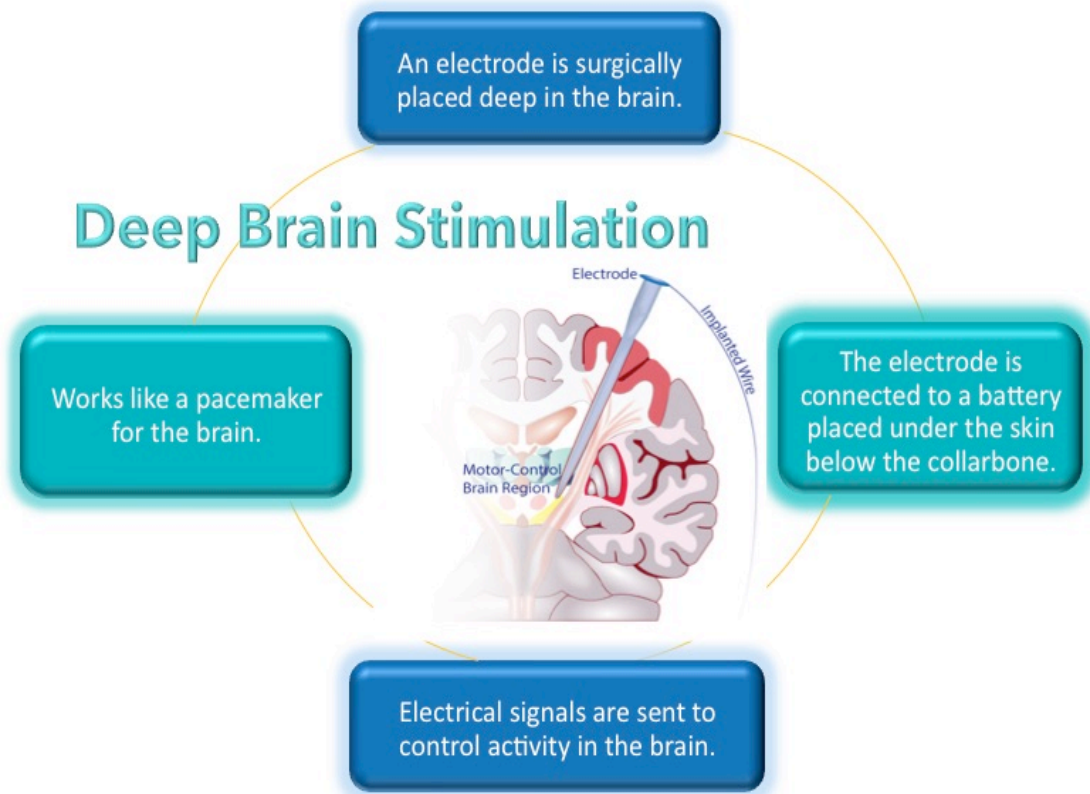 An electrode is surgically
placed deep in the brain.
Deep Brain Stimulation
Electrode
Implanted Wire
The electrode is
connected to a battery
placed under the skin
below the collarbone.
Works like a pacemaker
for the brain.
Motor-Control
Brain Region
Electrical signals are sent to
control activity in the brain.